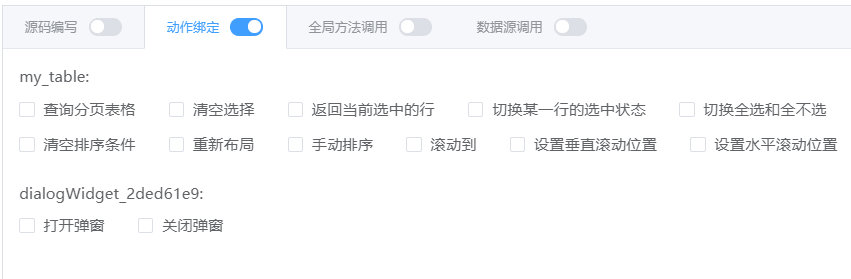 源码编写 动作绑定 全局方法调用 数据源调用
my_table:
查询分页表格 清空选择 返回当前选中的行 切换某一行的选中状态 切换全选和全不选
清空排序条件 重新布局 手动排序 滚动到 设置垂直滚动位置 设置水平滚动位置
dialogWidget_2ded61e9:
打开弹窗 关闭弹窗